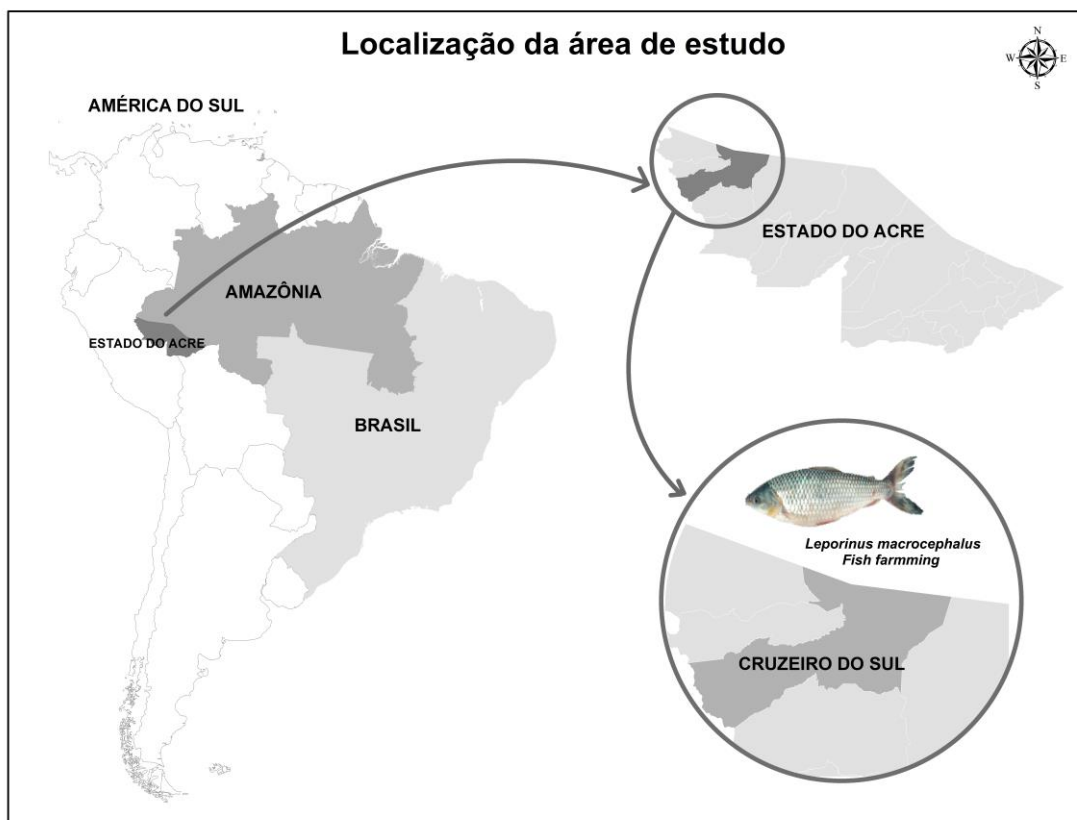 Localização da área de estudo
N
W
E
S
AMÉRICA DO SUL
ESTADO DO ACRE
AMAZÔNIA
ESTADO DO ACRE
BRASIL
Leporinus macrocephalus
Fish farmming
CRUZEIRO DO SUL